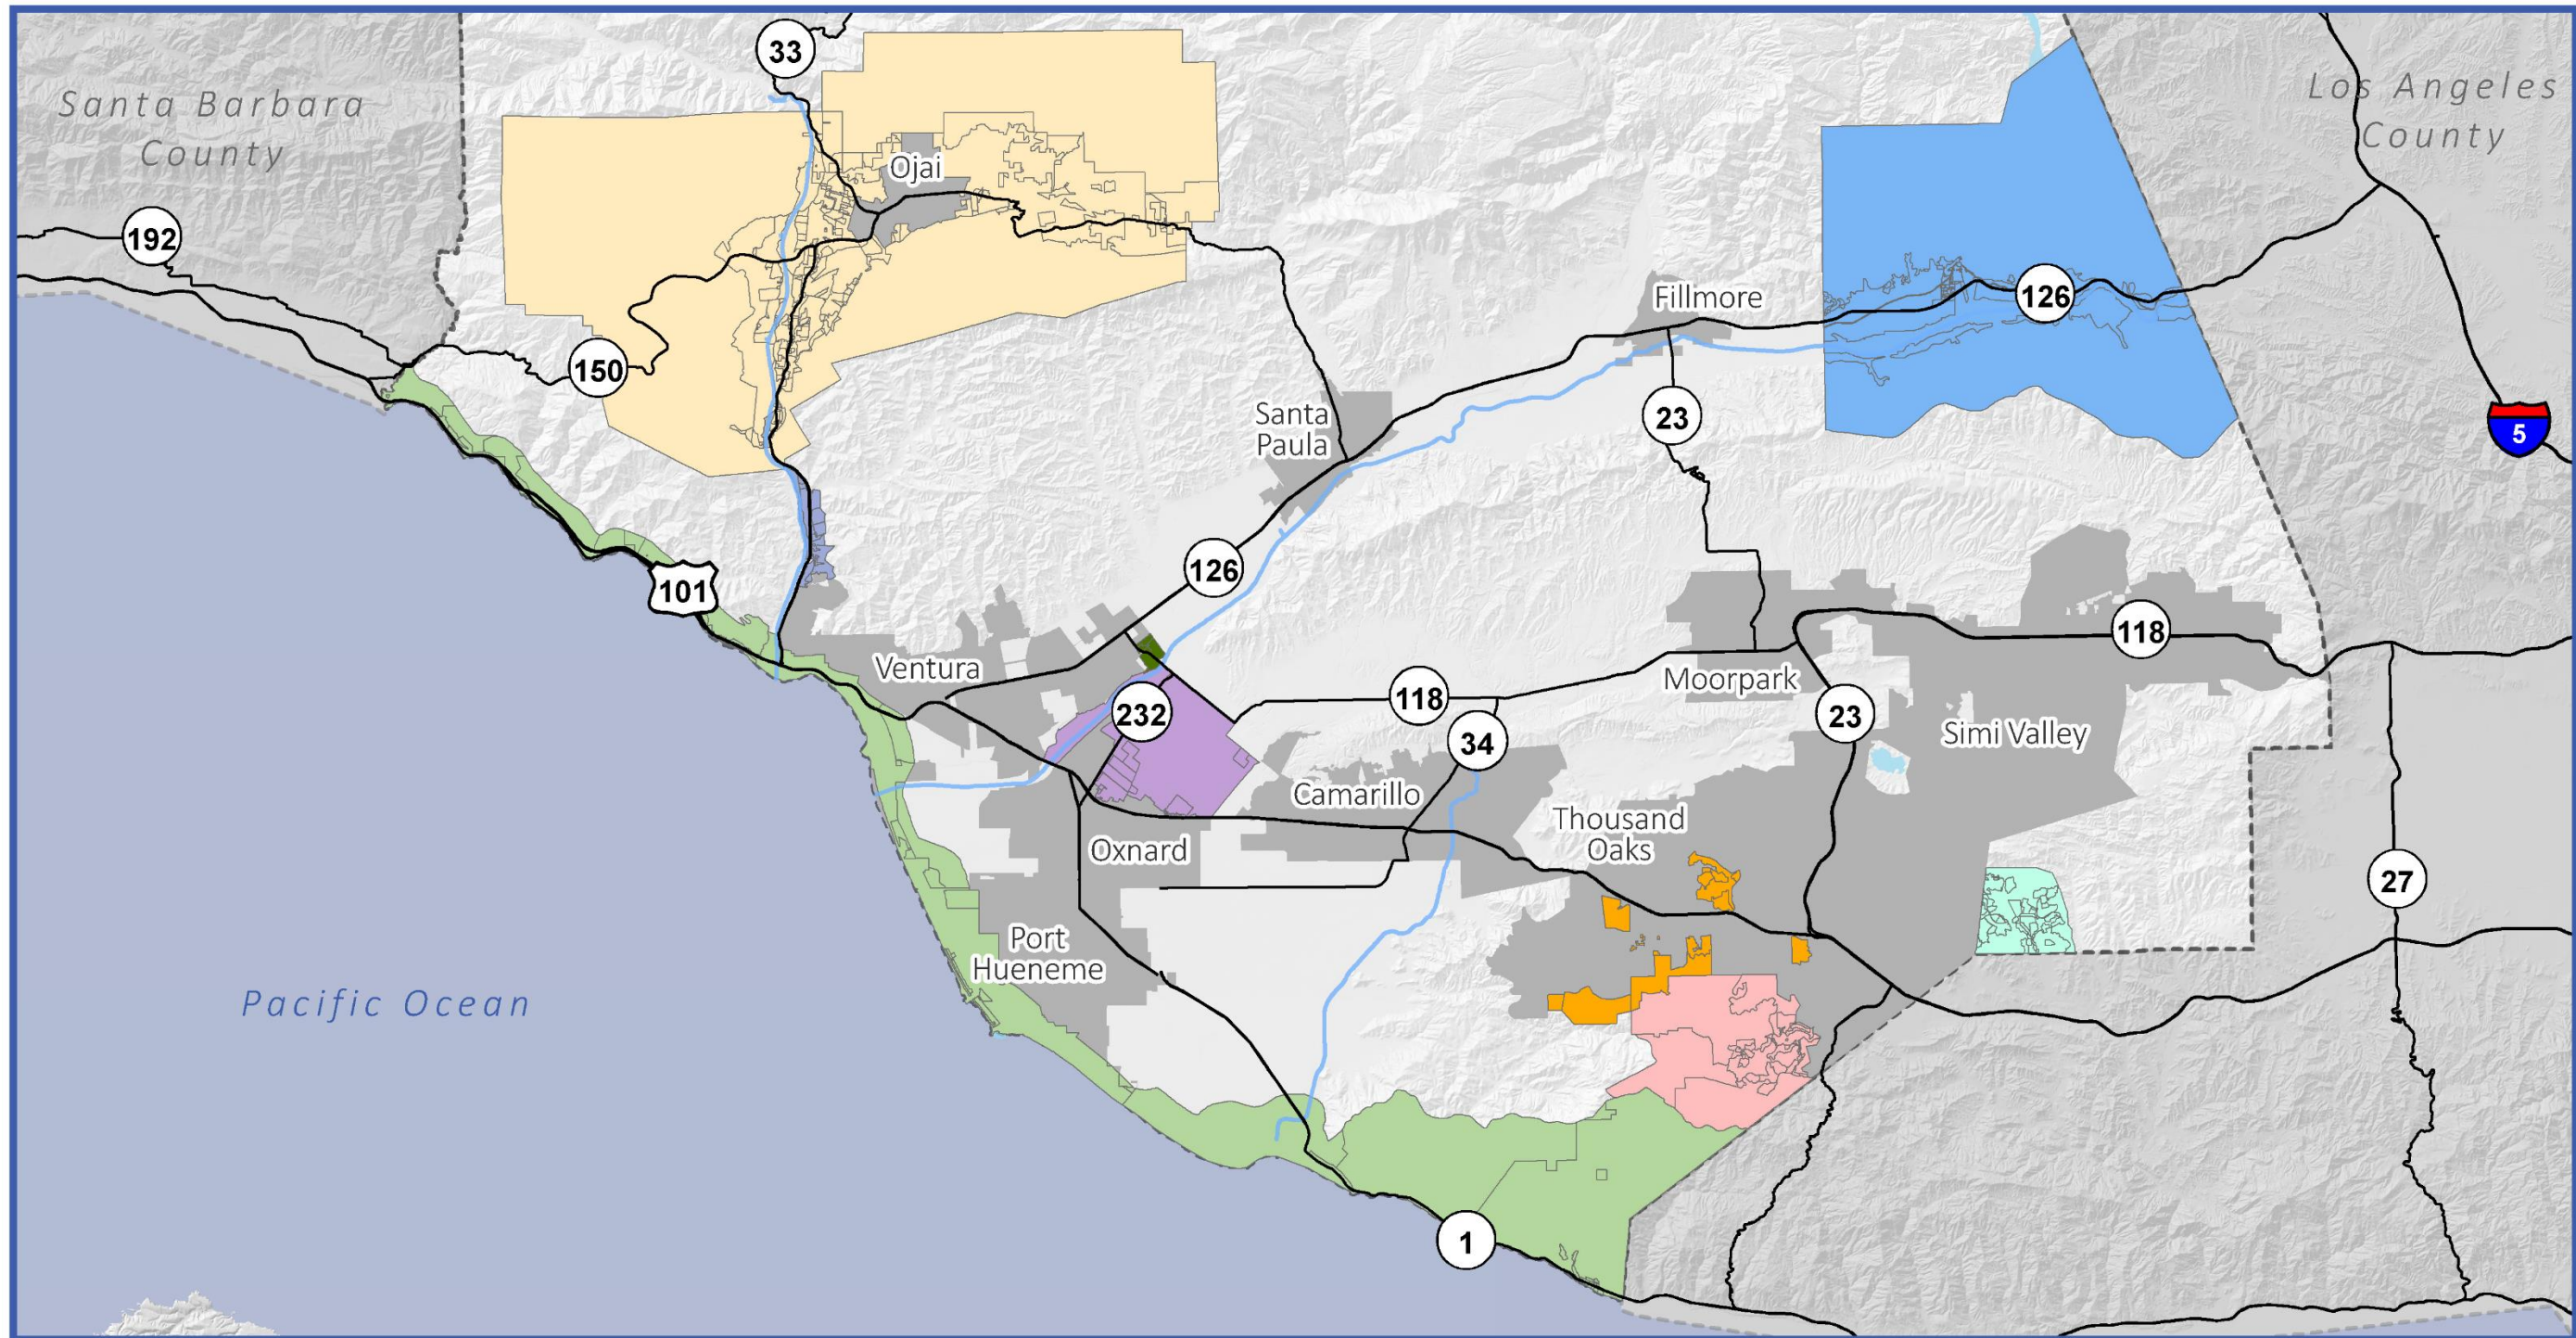 33
Santa Barbara
County
Los Angeles
County
Ojai
192
126
Fillmore
150
23
Santa
Paula
5
126
101
118
Ventura
Moorpark
118
232
34
23
Simi Valley
Camarillo
Thousand
Oaks
Oxnard
27
Port
Hueneme
Pacific Ocean
1